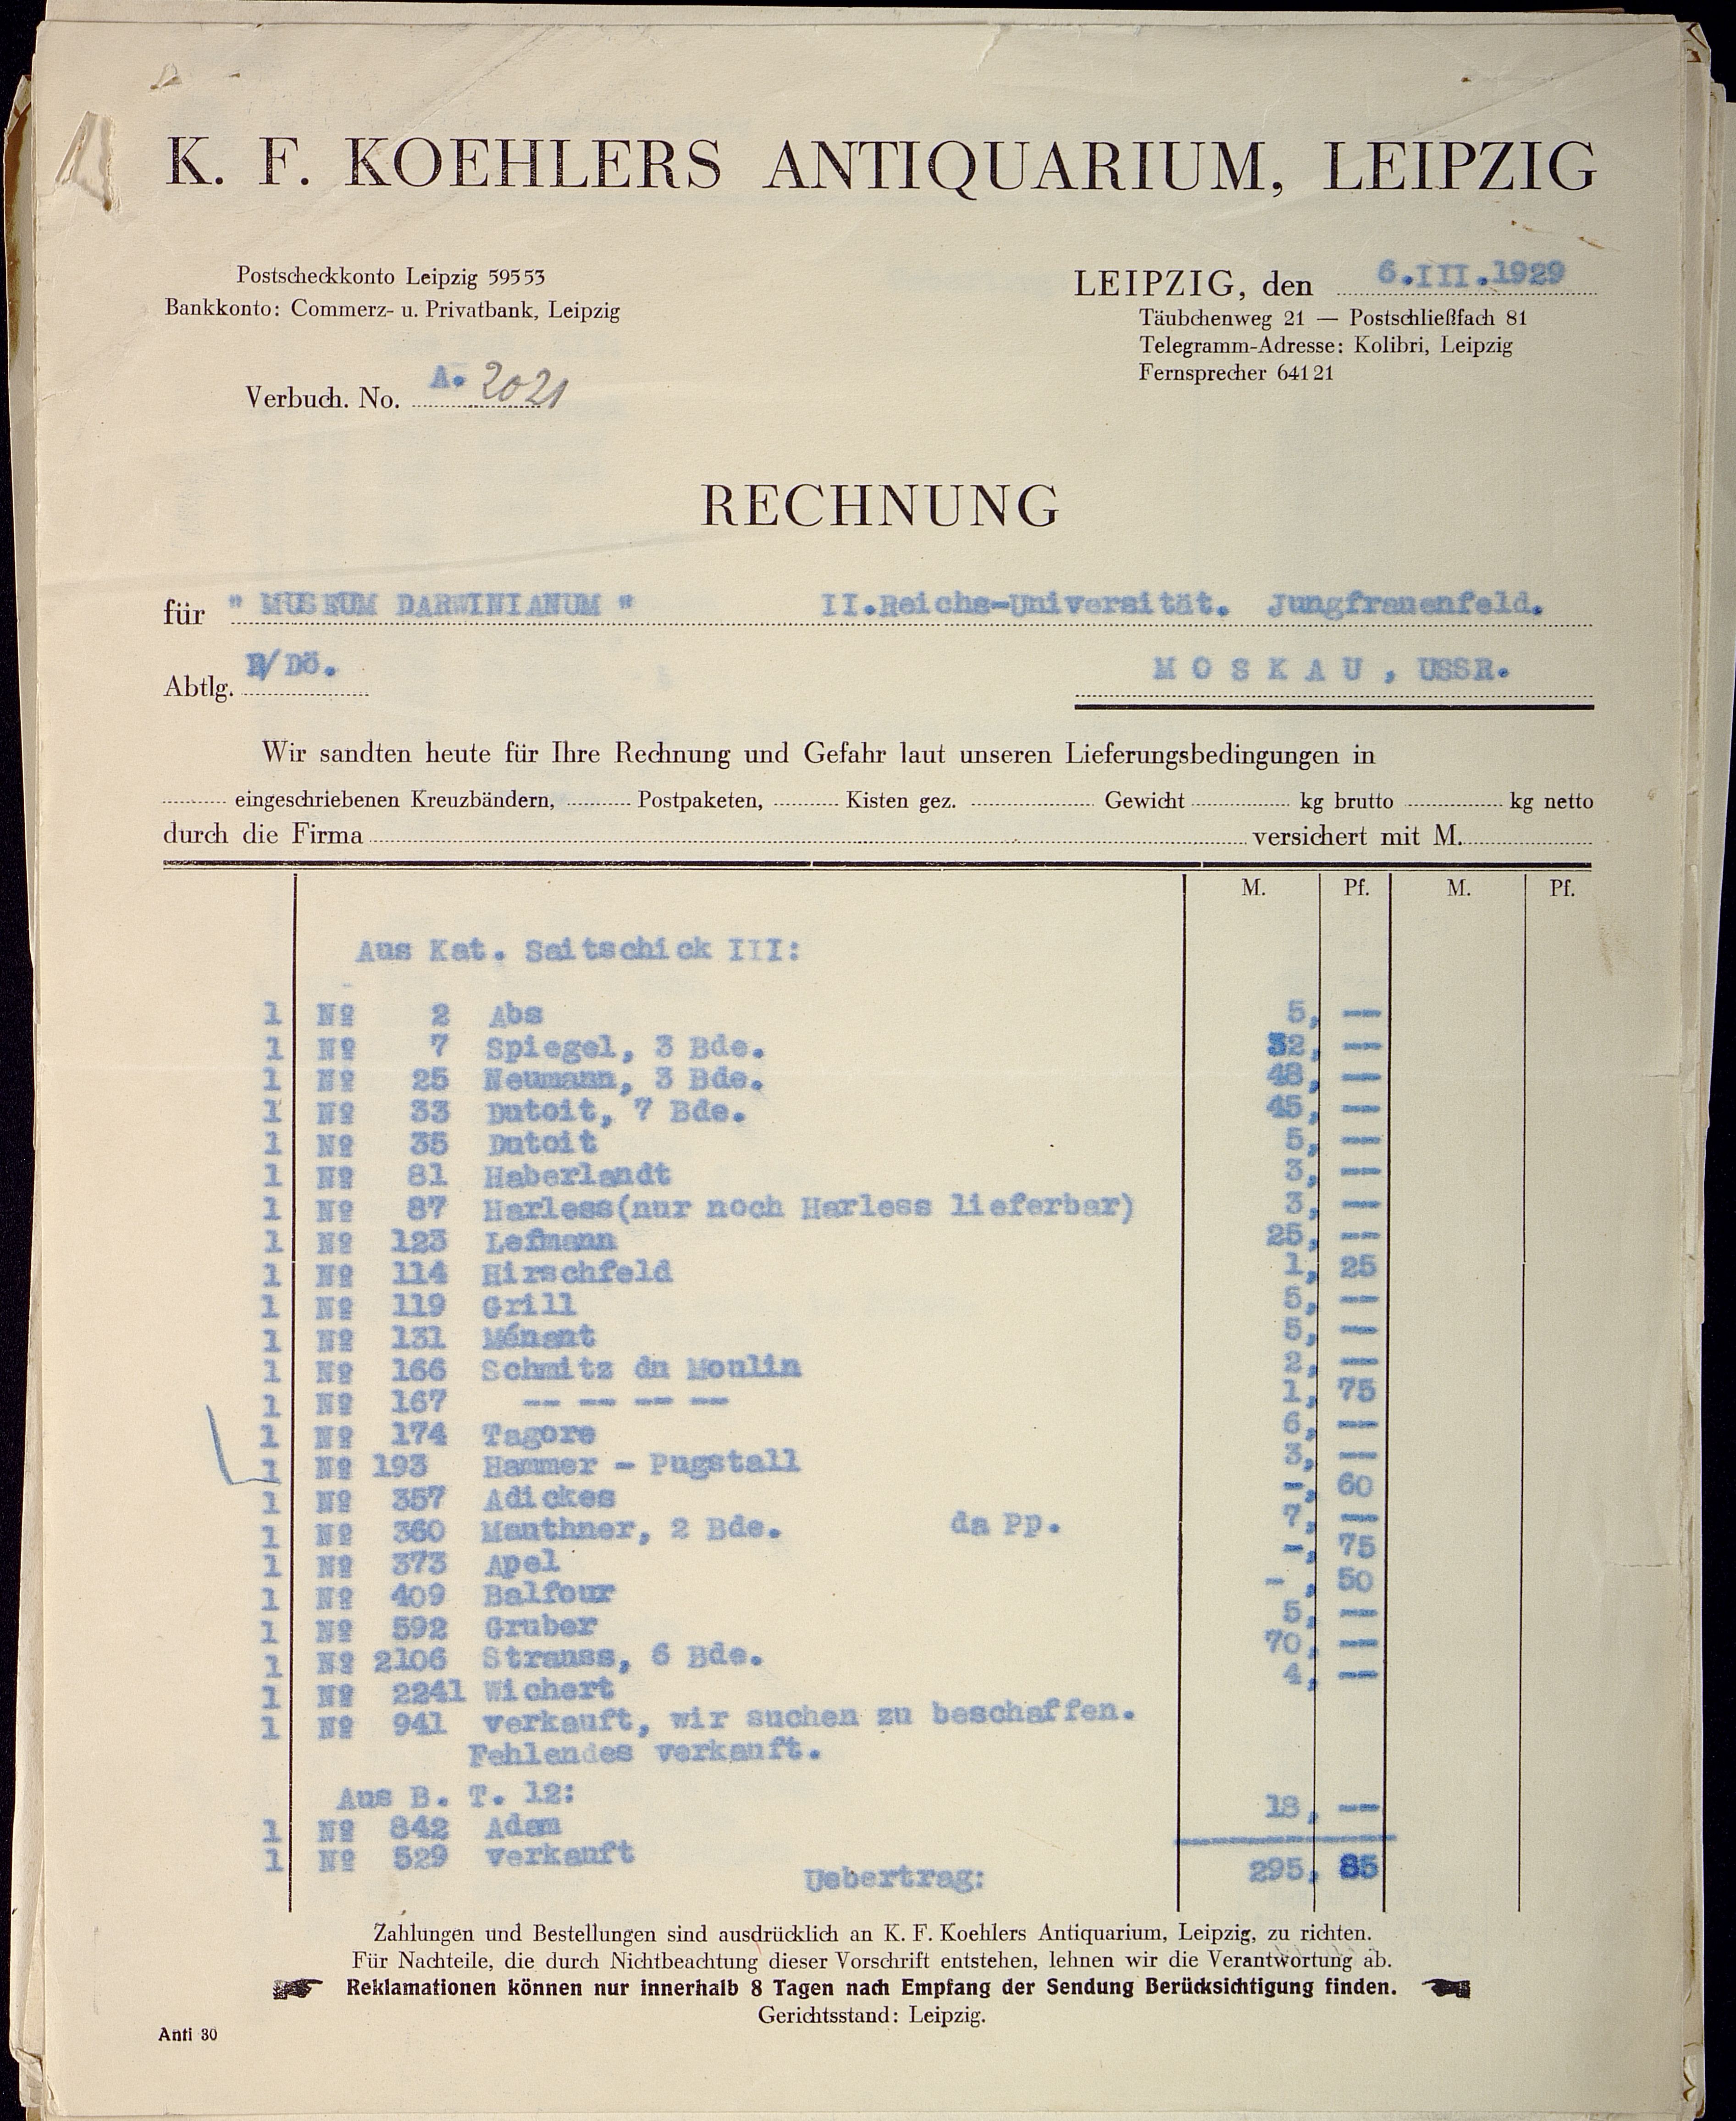 K. F. KOEHLERS ANTIQUARIUM, LEIPZIG
Postscheckkonto Leipzig 59553
Bankkonto: Commerz- u. Privatbank, Leipzig
LEIPZIG, den 6.III.1929
Täubchenweg 21 — Postschließfach 81
Telegramm-Adresse: Kolibri, Leipzig
Fernsprecher 64121
Verbuch. No. A. 2021
RECHNUNG
für " MUSEUM DARWINIANUM " II.Reichs-Universität. Jungfrauenfeld.
Abtlg. R/Dö. M O S K A U , USSR.
Wir sandten heute für Ihre Rechnung und Gefahr laut unseren Lieferungsbedingungen in
eingeschriebenen Kreuzbändern, Postpaketen, Kisten gez. Gewicht kg brutto kg netto
durch die Firma versichert mit M.
M. Pf. M. Pf.
Aus Kat. Saitschick III:
1 Nº 2 Abs 5, —
1 Nº 7 Spiegel, 3 Bde. 32, —
1 Nº 25 Neumann, 3 Bde. 48, —
1 Nº 33 Dutoit, 7 Bde. 45, —
1 Nº 35 Dutoit 5, —
1 Nº 81 Haberlandt 3, —
1 Nº 87 Harless(nur noch Harless lieferbar) 3, —
1 Nº 123 Lefmann 25, —
1 Nº 114 Hirschfeld 1, 25
1 Nº 119 Grill 5, —
1 Nº 131 Ménant 5, —
1 Nº 166 Schmitz du Moulin 2, —
1 Nº 167 — — — — 1, 75
1 Nº 174 Tagore 6, —
1 Nº 193 Hammer - Pugstall 3, —
1 Nº 357 Adickes -, 60
1 Nº 360 Mauthner, 2 Bde. da Pp. 7, —
1 Nº 373 Apel -, 75
1 Nº 409 Balfour - , 50
1 Nº 592 Gruber 5, —
1 Nº 2106 Strauss, 6 Bde. 70, —
1 Nº 2241 Wichert 4, —
1 Nº 941 verkauft, wir suchen zu beschaffen.
Fehlendes verkauft.
Aus B. T. 12:
1 Nº 842 Adam 18, —
1 Nº 529 verkauft
Uebertrag: 295, 85
Zahlungen und Bestellungen sind ausdrücklich an K. F. Koehlers Antiquarium, Leipzig, zu richten.
Für Nachteile, die durch Nichtbeachtung dieser Vorschrift entstehen, lehnen wir die Verantwortung ab.
Reklamationen können nur innerhalb 8 Tagen nach Empfang der Sendung Berücksichtigung finden.
Gerichtsstand: Leipzig.
Anti 30